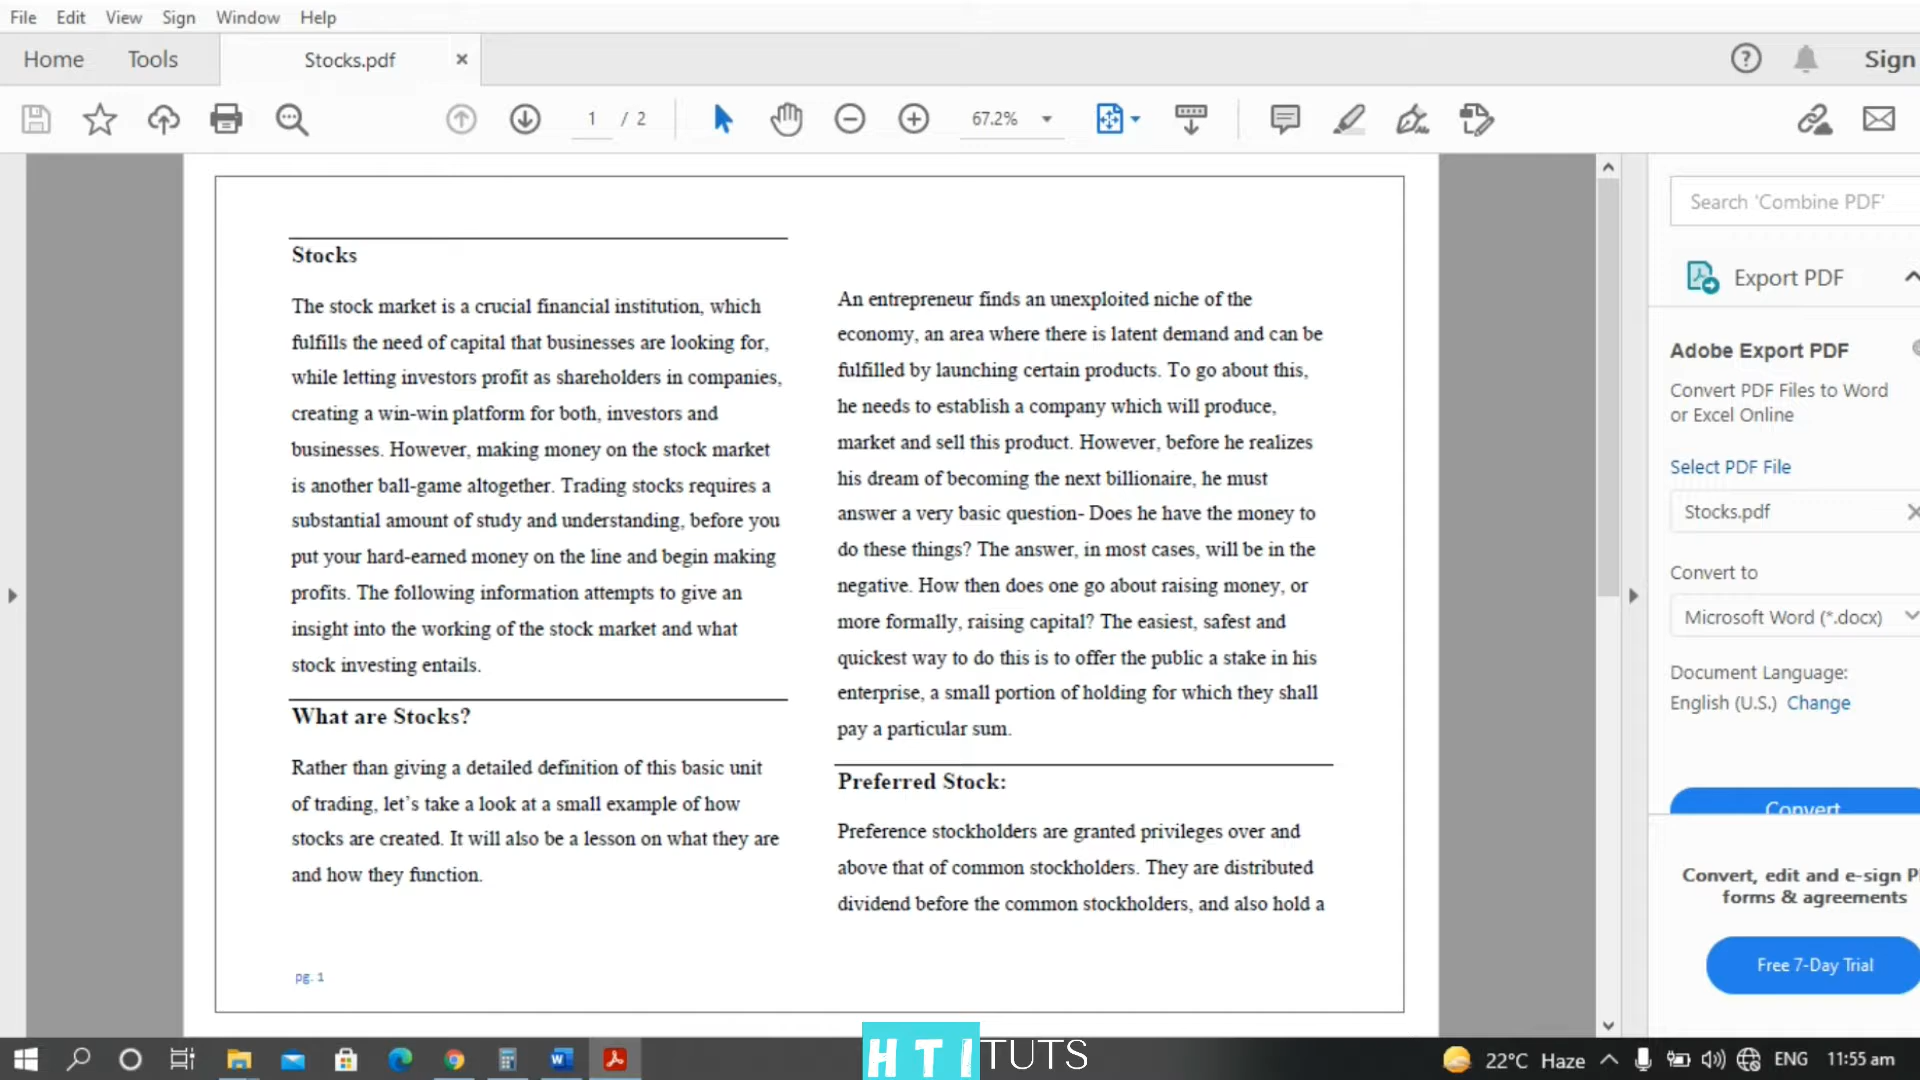 File Edit View Sign Window Help
Home Tools Stocks.pdf Sign
1 / 2 67.2%
Stocks
The stock market is a crucial financial institution, which
fulfills the need of capital that businesses are looking for,
while letting investors profit as shareholders in companies,
creating a win-win platform for both, investors and
businesses. However, making money on the stock market
is another ball-game altogether. Trading stocks requires a
substantial amount of study and understanding, before you
put your hard-earned money on the line and begin making
profits. The following information attempts to give an
insight into the working of the stock market and what
stock investing entails.
What are Stocks?
Rather than giving a detailed definition of this basic unit
of trading, let's take a look at a small example of how
stocks are created. It will also be a lesson on what they are
and how they function.
pg. 1
An entrepreneur finds an unexploited niche of the
economy, an area where there is latent demand and can be
fulfilled by launching certain products. To go about this,
he needs to establish a company which will produce,
market and sell this product. However, before he realizes
his dream of becoming the next billionaire, he must
answer a very basic question- Does he have the money to
do these things? The answer, in most cases, will be in the
negative. How then does one go about raising money, or
more formally, raising capital? The easiest, safest and
quickest way to do this is to offer the public a stake in his
enterprise, a small portion of holding for which they shall
pay a particular sum.
Preferred Stock:
Preference stockholders are granted privileges over and
above that of common stockholders. They are distributed
dividend before the common stockholders, and also hold a
Search 'Combine PDF'
Export PDF
Adobe Export PDF
Convert PDF Files to Word
or Excel Online
Select PDF File
Stocks.pdf
Convert to
Microsoft Word (*.docx)
Document Language:
English (U.S.) Change
Convert
Convert, edit and e-sign P
forms & agreements
Free 7-Day Trial
HTI TUTS
22°C Haze ENG 11:55 am